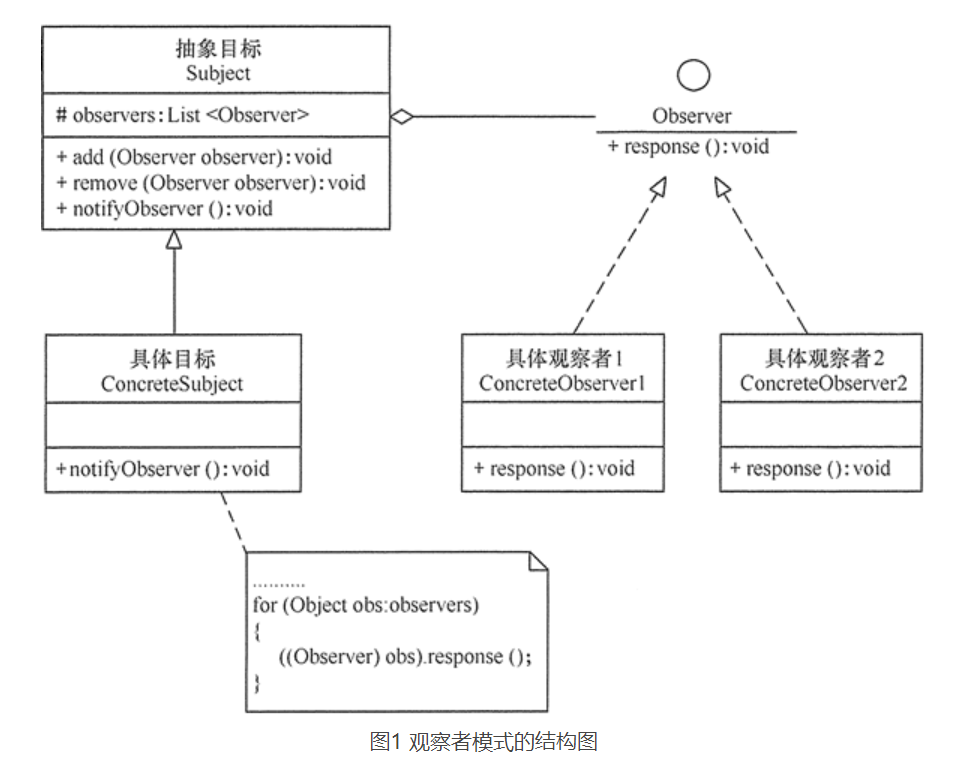 抽象目标
Subject
# observers:List <Observer>
+ add (Observer observer):void
+ remove (Observer observer):void
+ notifyObserver ():void
Observer
+ response ():void
具体目标
ConcreteSubject
+notifyObserver ():void
具体观察者1
ConcreteObserver1
+ response ():void
具体观察者2
ConcreteObserver2
+ response ():void
..........
for (Object obs:observers)
{
((Observer) obs).response ();
}
图1 观察者模式的结构图